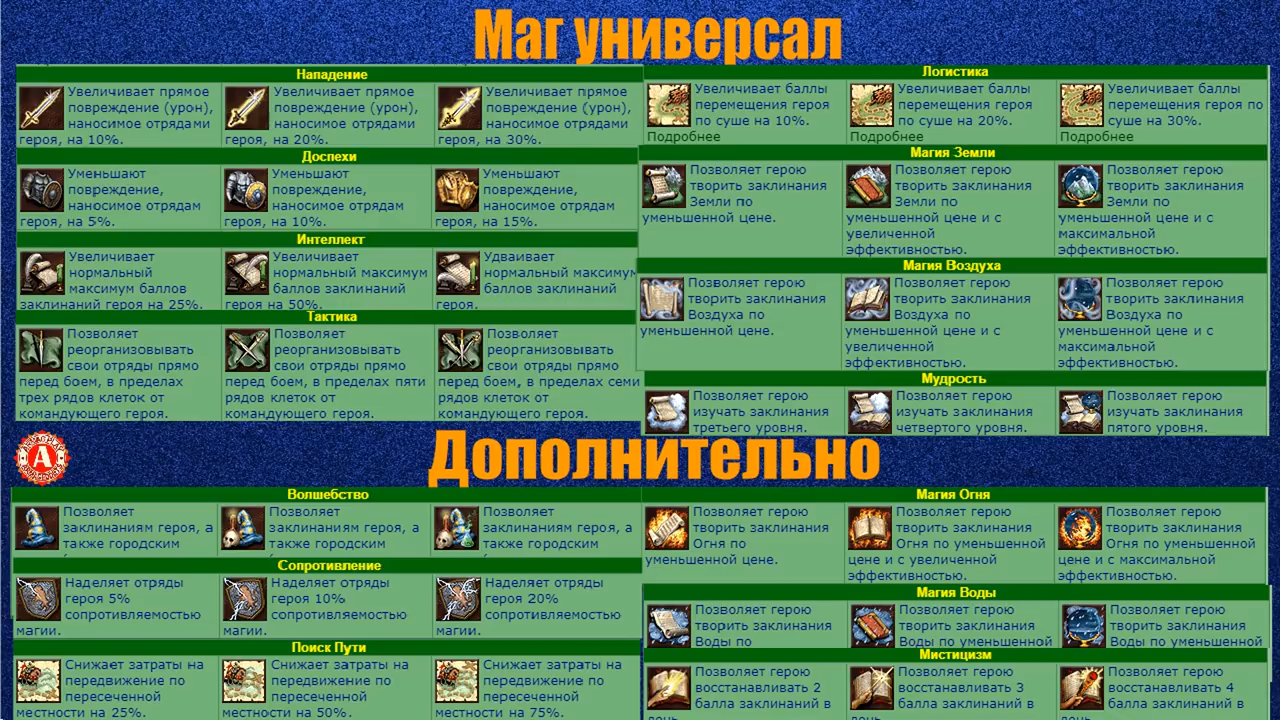 Маг универсал
Нападение
Увеличивает прямое
повреждение (урон),
наносимое отрядами
героя, на 10%.
Увеличивает прямое
повреждение (урон),
наносимое отрядами
героя, на 20%.
Увеличивает прямое
повреждение (урон),
наносимое отрядами
героя, на 30%.
Доспехи
Уменьшают
повреждение,
наносимое отрядам
героя, на 5%.
Уменьшают
повреждение,
наносимое отрядам
героя, на 10%.
Уменьшают
повреждение,
наносимое отрядам
героя, на 15%.
Интеллект
Увеличивает
нормальный
максимум баллов
заклинаний героя на 25%.
Увеличивает
нормальный максимум
баллов заклинаний
героя на 50%.
Удваивает
нормальный максимум
баллов заклинаний
героя.
Тактика
Позволяет
реорганизовывать
свои отряды прямо
перед боем, в пределах
трех рядов клеток от
командующего героя.
Позволяет
реорганизовывать
свои отряды прямо
перед боем, в пределах пяти
рядов клеток от
командующего героя.
Позволяет
реорганизовывать
свои отряды прямо
перед боем, в пределах семи
рядов клеток от
командующего героя.
Логистика
Увеличивает баллы
перемещения героя
по суше на 10%.
Подробнее
Увеличивает баллы
перемещения героя
по суше на 20%.
Подробнее
Увеличивает баллы
перемещения героя по
суше на 30%.
Подробнее
Магия Земли
Позволяет герою
творить заклинания
Земли по
уменьшенной цене.
Позволяет герою
творить заклинания
Земли по
уменьшенной цене и с
увеличенной
эффективностью.
Позволяет герою
творить заклинания
Земли по
уменьшенной цене и с
максимальной
эффективностью.
Магия Воздуха
Позволяет герою
творить заклинания
Воздуха по
уменьшенной цене.
Позволяет герою
творить заклинания
Воздуха по
уменьшенной цене и с
увеличенной
эффективностью.
Позволяет герою
творить заклинания
Воздуха по
уменьшенной цене и с
максимальной
эффективностью.
Мудрость
Позволяет герою
изучать заклинания
третьего уровня.
Позволяет герою
изучать заклинания
четвертого уровня.
Позволяет герою
изучать заклинания
пятого уровня.
A
Дополнительно
Волшебство
Позволяет
заклинаниям героя, а
также городским
Позволяет
заклинаниям героя, а
также городским
Позволяет
заклинаниям героя, а
также городским
Сопротивление
Наделяет отряды
героя 5%
сопротивляемостью
магии.
Наделяет отряды
героя 10%
сопротивляемостью
магии.
Наделяет отряды
героя 20%
сопротивляемостью
магии.
Поиск Пути
Снижает затраты на
передвижение по
пересеченной
местности на 25%.
Снижает затраты на
передвижение по
пересеченной
местности на 50%.
Снижает затраты на
передвижение по
пересеченной
местности на 75%.
Магия Огня
Позволяет герою
творить заклинания
Огня по
уменьшенной цене.
Позволяет герою
творить заклинания
Огня по уменьшенной
цене и с увеличенной
эффективностью.
Позволяет герою
творить заклинания
Огня по уменьшенной
цене и с максимальной
эффективностью.
Магия Воды
Позволяет герою
творить заклинания
Воды по
Позволяет герою
творить заклинания
Воды по уменьшенной
Позволяет герою
творить заклинания
Воды по уменьшенной
Мистицизм
Позволяет герою
восстанавливать 2
балла заклинаний в
Позволяет герою
восстанавливать 3
балла заклинаний в
Позволяет герою
восстанавливать 4
балла заклинаний в